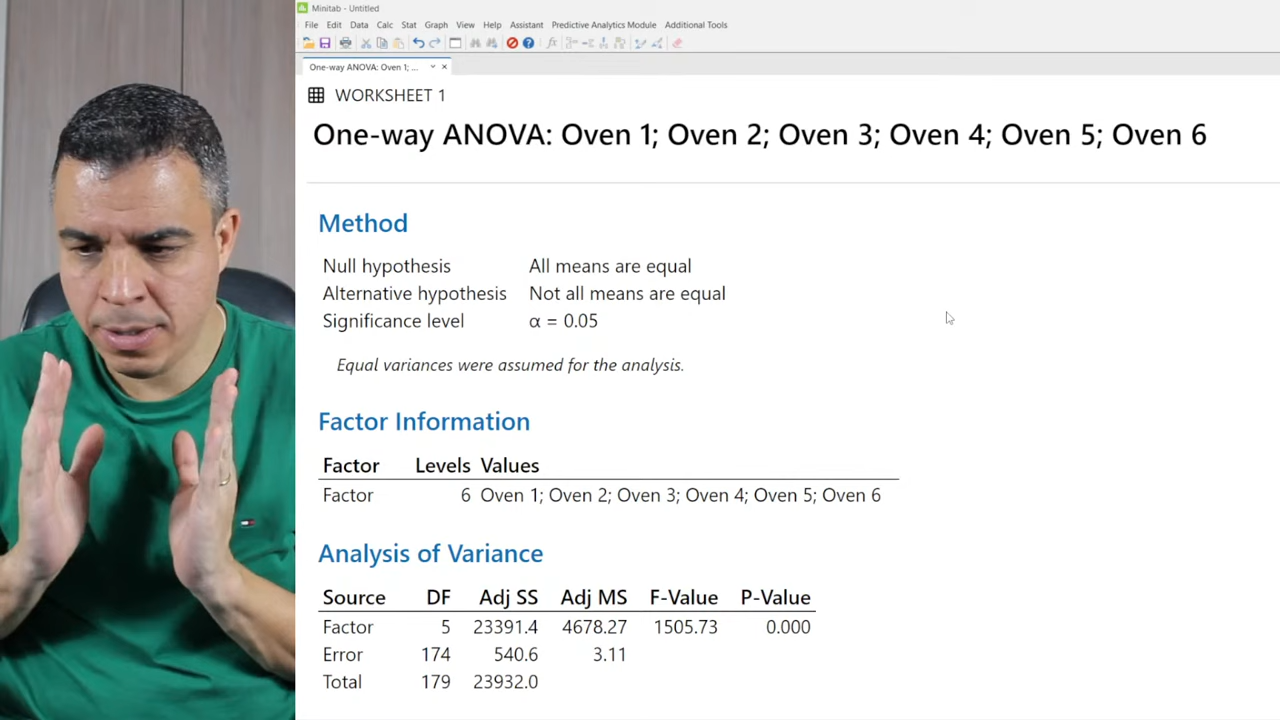 Minitab - Untitled
File Edit Data Calc Stat Graph View Help Assistant Predictive Analytics Module Additional Tools
One-way ANOVA: Oven 1; ...
WORKSHEET 1
One-way ANOVA: Oven 1; Oven 2; Oven 3; Oven 4; Oven 5; Oven 6
Method
Null hypothesis All means are equal
Alternative hypothesis Not all means are equal
Significance level α = 0.05
Equal variances were assumed for the analysis.
Factor Information
Factor Levels Values
Factor 6 Oven 1; Oven 2; Oven 3; Oven 4; Oven 5; Oven 6
Analysis of Variance
Source DF Adj SS Adj MS F-Value P-Value
Factor 5 23391.4 4678.27 1505.73 0.000
Error 174 540.6 3.11
Total 179 23932.0